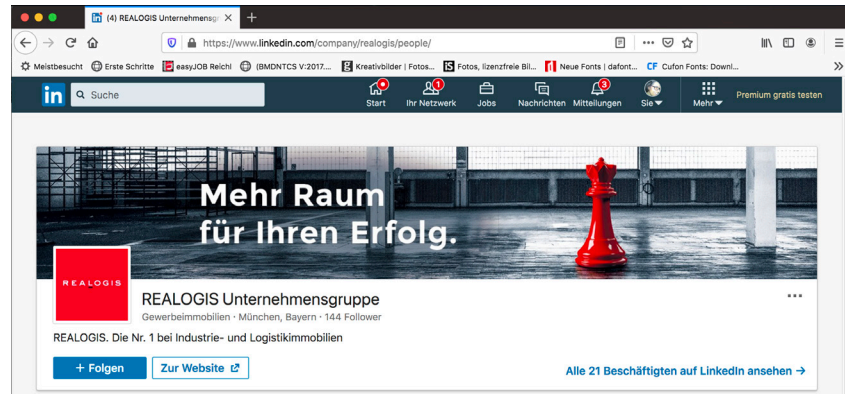 (4) REALOGIS Unternehmensgr
https://www.linkedin.com/company/realogis/people/
Meistbesucht Erste Schritte easyJOB Reichl (BMDNTCS V:2017.... Kreativbilder | Fotos... Fotos, lizenzfreie Bil... Neue Fonts | dafont... CF Cufon Fonts: Downl...
in Suche Start Ihr Netzwerk 1 Jobs Nachrichten Mitteilungen 3 Sie Mehr Premium gratis testen
Mehr Raum
für Ihren Erfolg.
REALOGIS
REALOGIS Unternehmensgruppe
Gewerbeimmobilien · München, Bayern · 144 Follower
REALOGIS. Die Nr. 1 bei Industrie- und Logistikimmobilien
+ Folgen Zur Website Alle 21 Beschäftigten auf LinkedIn ansehen →